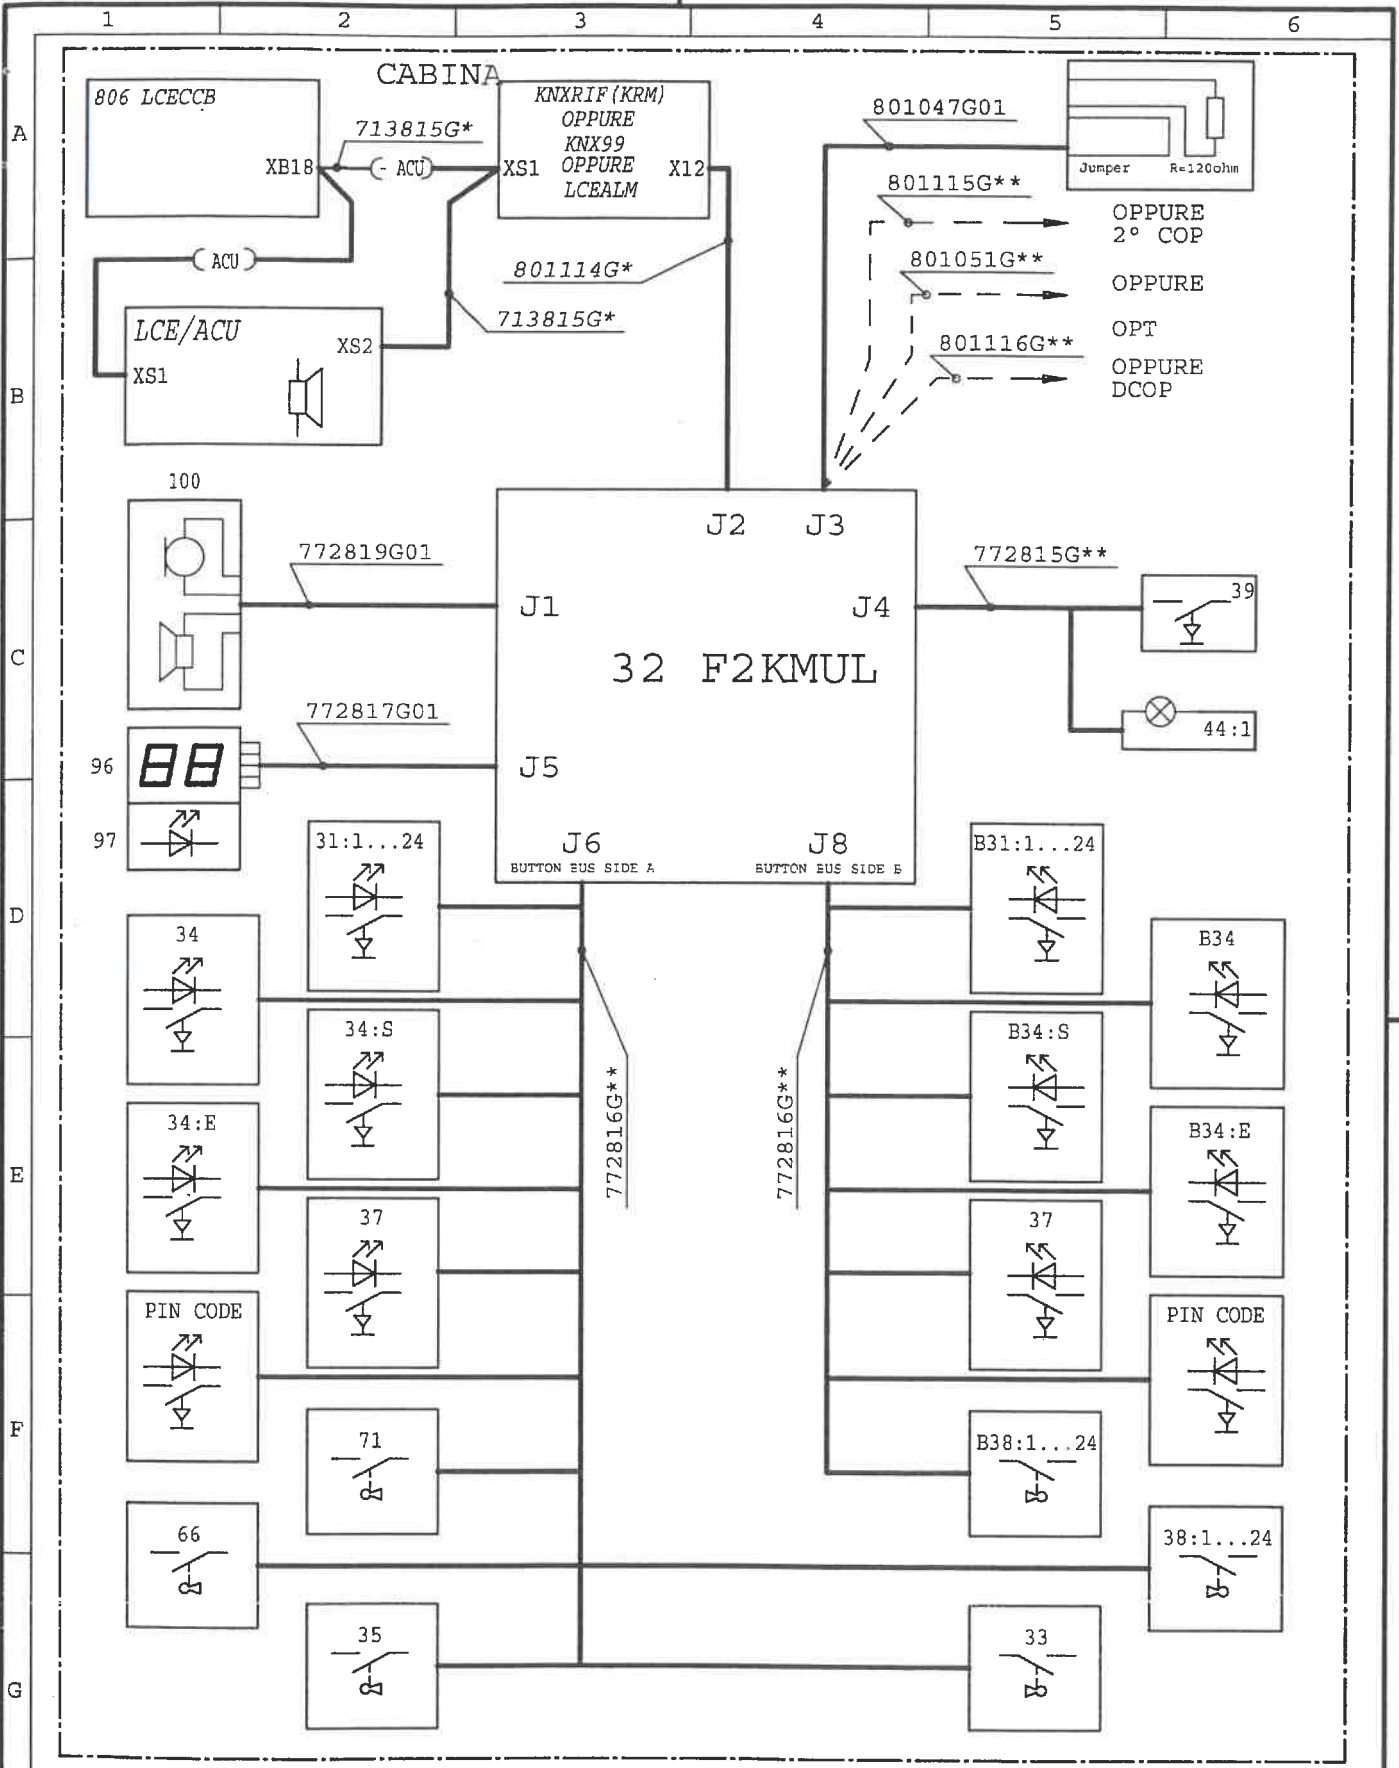 1 2 3 4 5 6
A
B
C
D
E
F
G
CABINA
806 LCECCB
XB18
713815G*
- ACU
KNXRIF(KRM)
OPPURE
KNX99
OPPURE
LCEALM
XS1
X12
801047G01
Jumper
R=120ohm
801115G**
OPPURE
2° COP
ACU
801114G*
713815G*
801051G**
OPPURE
OPT
801116G**
OPPURE
DCOP
LCE/ACU
XS2
XS1
100
J2
J3
772819G01
J1
J4
772815G**
39
32 F2KMUL
44:1
772817G01
96
88
J5
97
J6
BUTTON BUS SIDE A
J8
BUTTON BUS SIDE B
31:1...24
B31:1...24
34
B34
34:S
B34:S
772816G**
772816G**
34:E
B34:E
37
37
PIN CODE
PIN CODE
71
B38:1...24
66
38:1...24
35
33